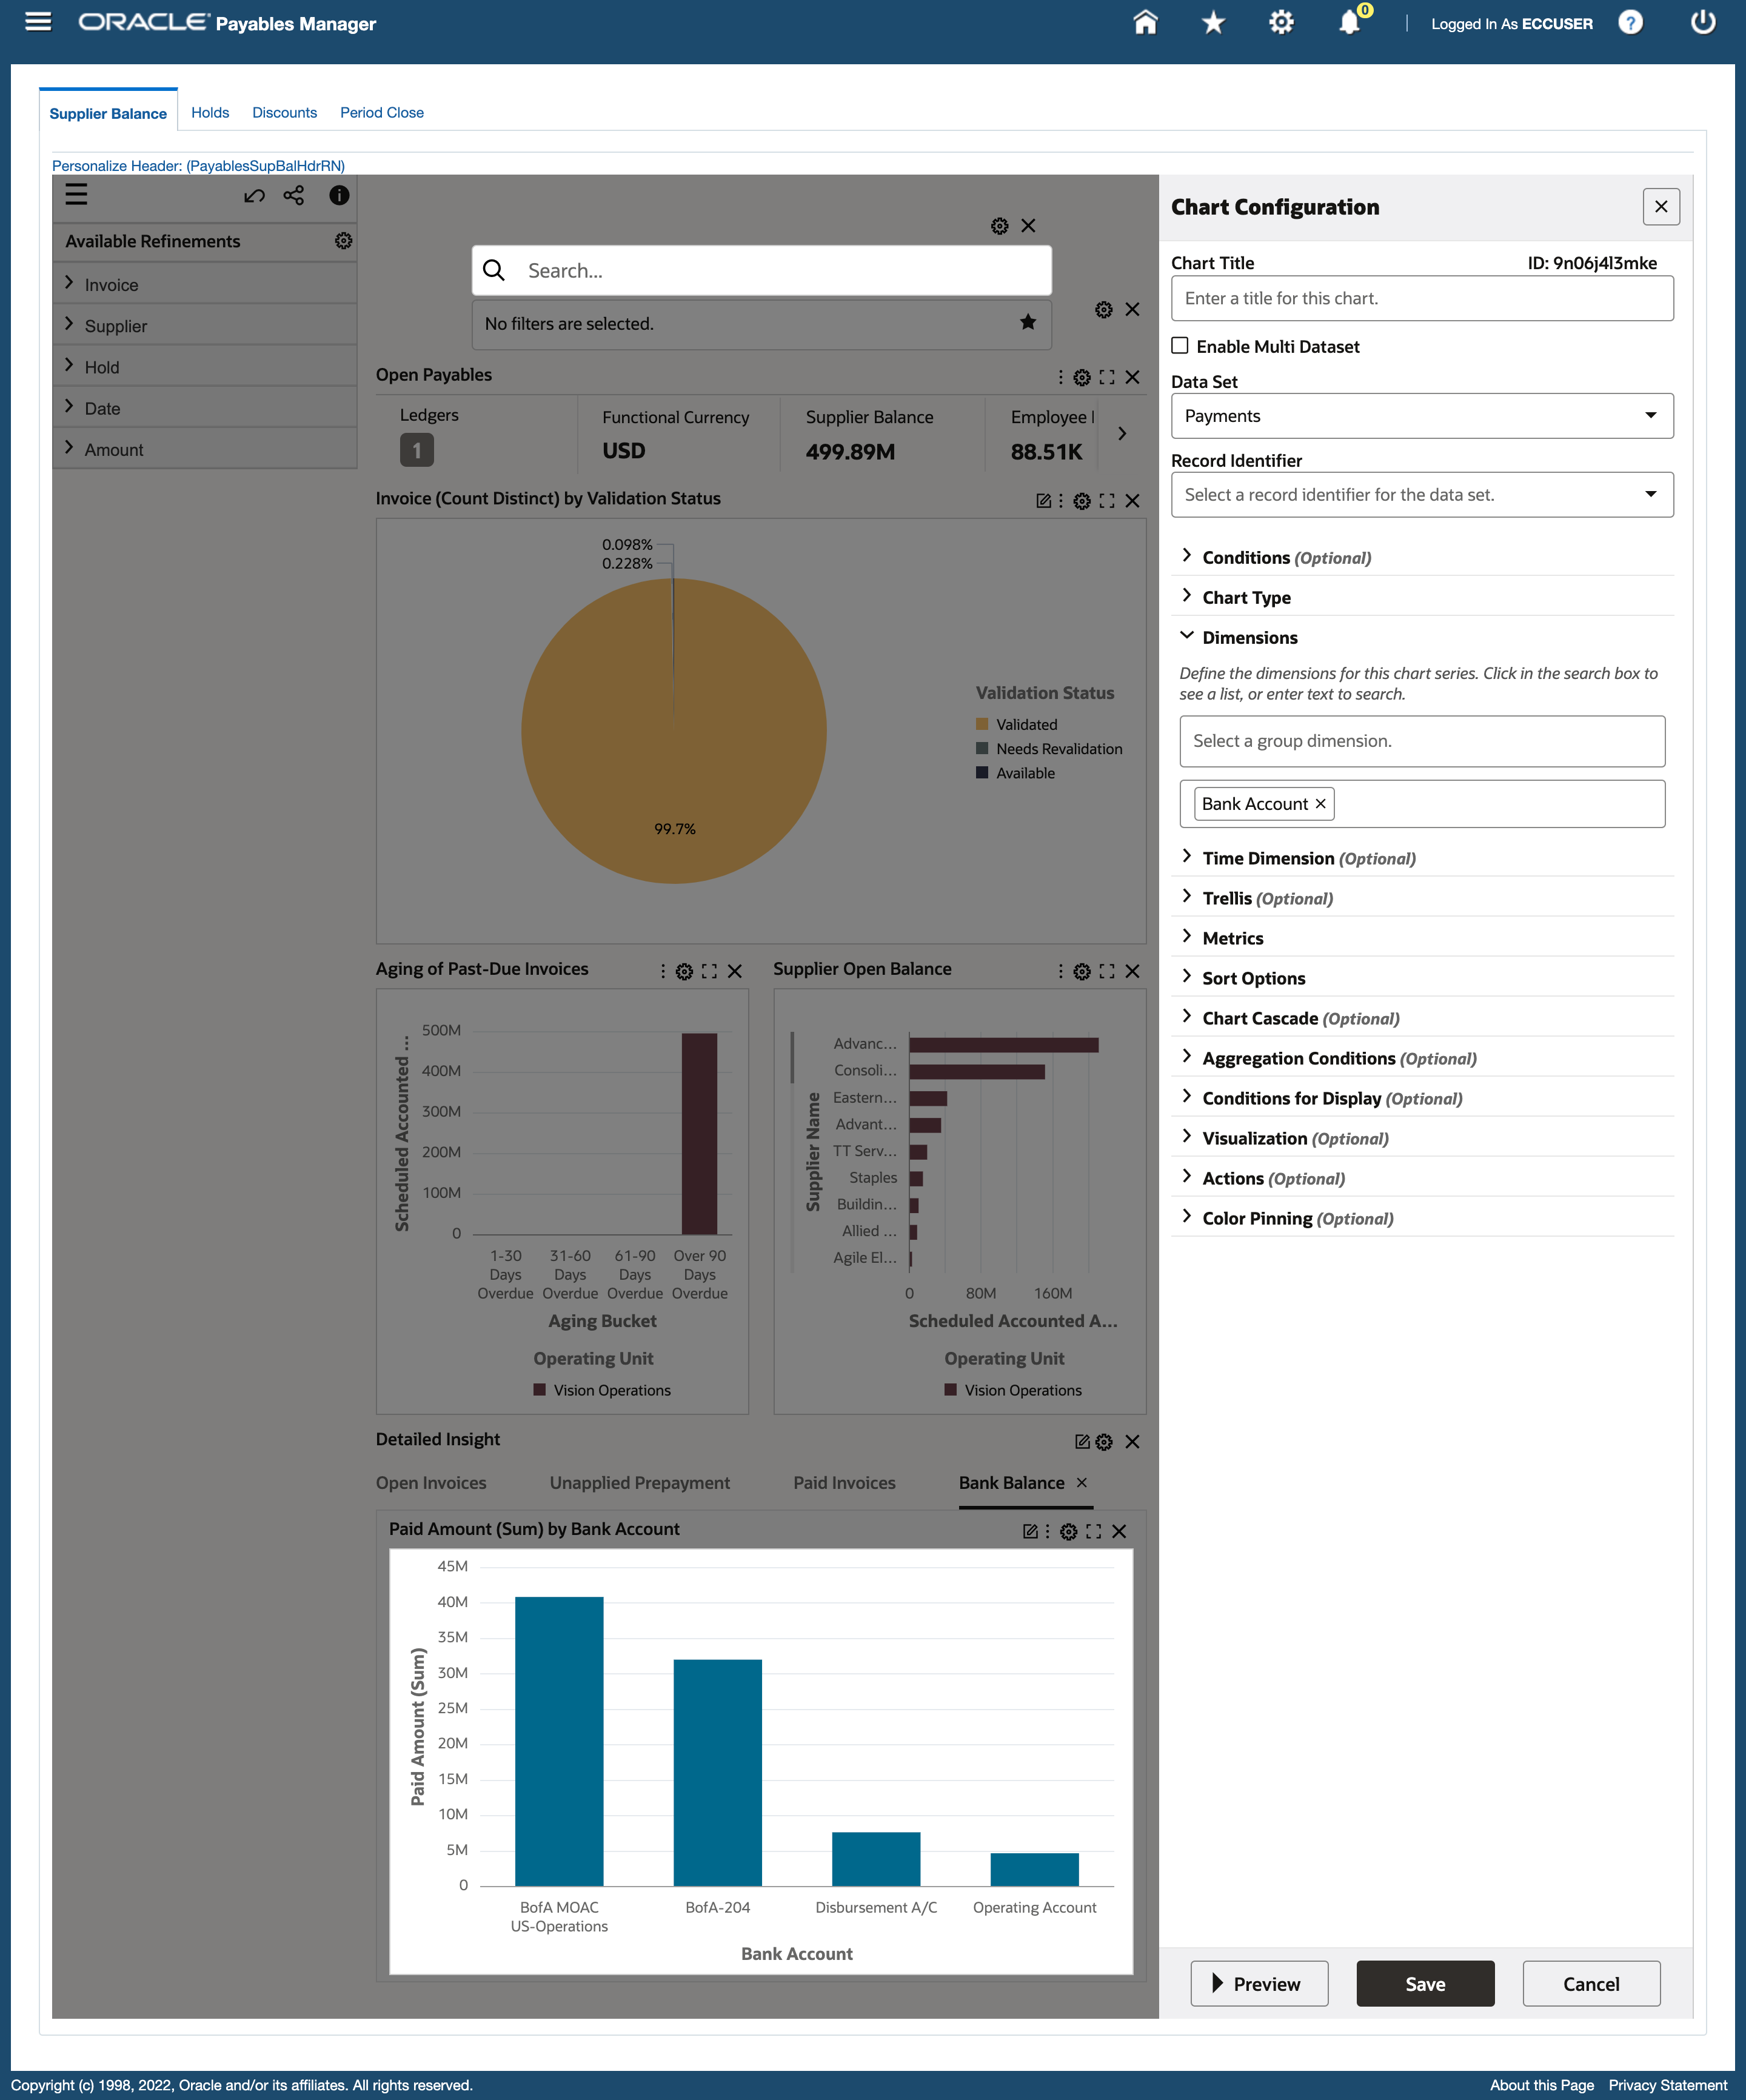 ORACLE Payables Manager
0
Logged In As ECCUSER
?
Supplier Balance
Holds
Discounts
Period Close
Personalize Header: (PayablesSupBalHdrRN)
Available Refinements
Invoice
Supplier
Hold
Date
Amount
Search...
No filters are selected.
Open Payables
Ledgers
1
Functional Currency
USD
Supplier Balance
499.89M
Employee
88.51K
Invoice (Count Distinct) by Validation Status
0.098%
0.228%
99.7%
Validation Status
Validated
Needs Revalidation
Available
Aging of Past-Due Invoices
Scheduled Accounted ...
500M
400M
300M
200M
100M
0
1-30 Days Overdue
31-60 Days Overdue
61-90 Days Overdue
Over 90 Days Overdue
Aging Bucket
Operating Unit
Vision Operations
Supplier Open Balance
Supplier Name
Advanc...
Consoli...
Eastern...
Advant...
TT Serv...
Staples
Buildin...
Allied ...
Agile El...
0
80M
160M
Scheduled Accounted A...
Operating Unit
Vision Operations
Detailed Insight
Open Invoices
Unapplied Prepayment
Paid Invoices
Bank Balance
Paid Amount (Sum) by Bank Account
Paid Amount (Sum)
45M
40M
35M
30M
25M
20M
15M
10M
5M
0
BofA MOAC
US-Operations
BofA-204
Disbursement A/C
Operating Account
Bank Account
Chart Configuration
Chart Title
ID: 9n06j4l3mke
Enter a title for this chart.
Enable Multi Dataset
Data Set
Payments
Record Identifier
Select a record identifier for the data set.
Conditions (Optional)
Chart Type
Dimensions
Define the dimensions for this chart series. Click in the search box to
see a list, or enter text to search.
Select a group dimension.
Bank Account
Time Dimension (Optional)
Trellis (Optional)
Metrics
Sort Options
Chart Cascade (Optional)
Aggregation Conditions (Optional)
Conditions for Display (Optional)
Visualization (Optional)
Actions (Optional)
Color Pinning (Optional)
Preview
Save
Cancel
Copyright (c) 1998, 2022, Oracle and/or its affiliates. All rights reserved.
About this Page
Privacy Statement